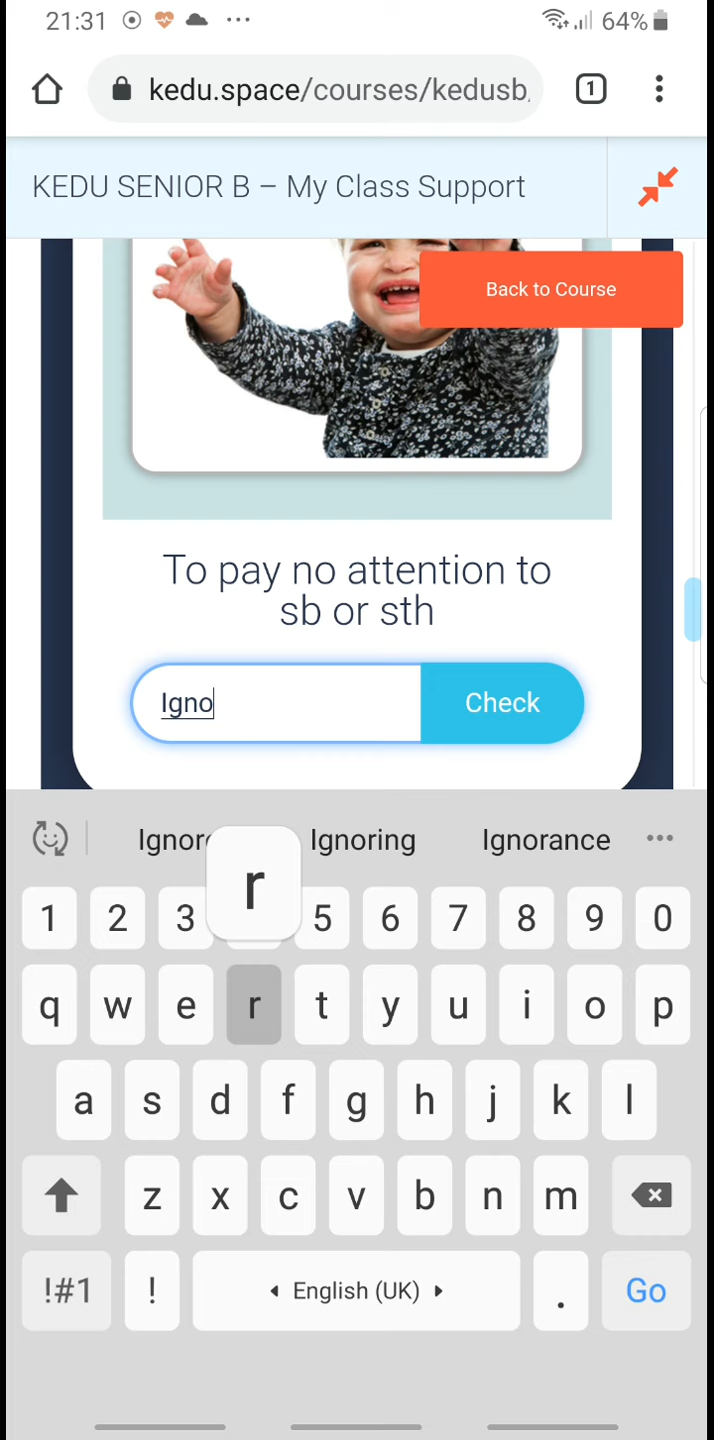 21:31 64%
1
kedu.space/courses/kedusb
KEDU SENIOR B – My Class Support
Back to Course
To pay no attention to
sb or sth
Igno
Check
Ignor Ignoring Ignorance
r
1 2 3 5 6 7 8 9 0
q w e r t y u i o p
a s d f g h j k l
z x c v b n m
!#1 ! English (UK) . Go